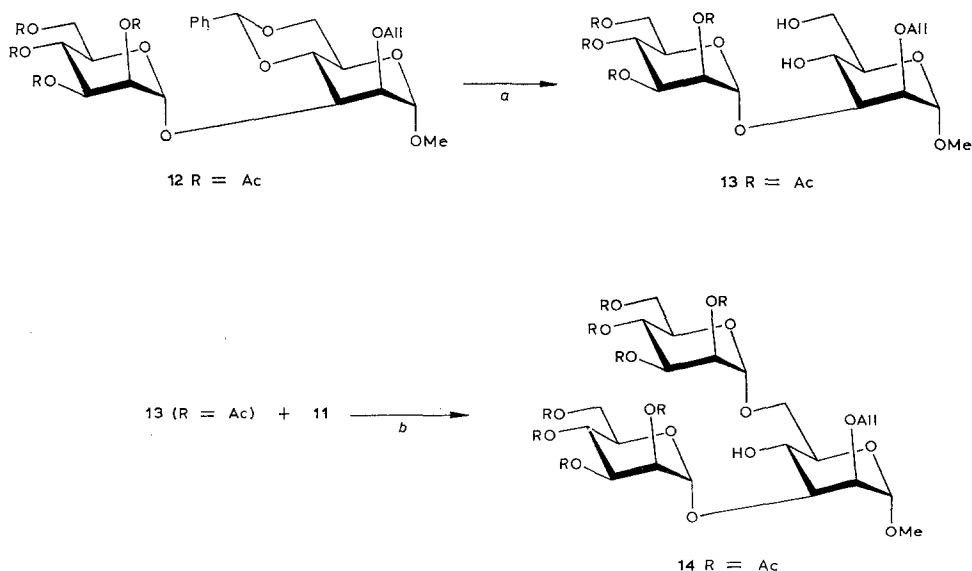 RO OR O Ph O OAll
RO O O
RO O
O OMe
a
12 R = Ac
RO OR O HO OAll
RO HO O
RO
O OMe
13 R = Ac
RO OR O
RO
RO
O
13 (R = Ac) + 11
b
RO OR O HO OAll O
RO
RO
O OMe
14 R = Ac